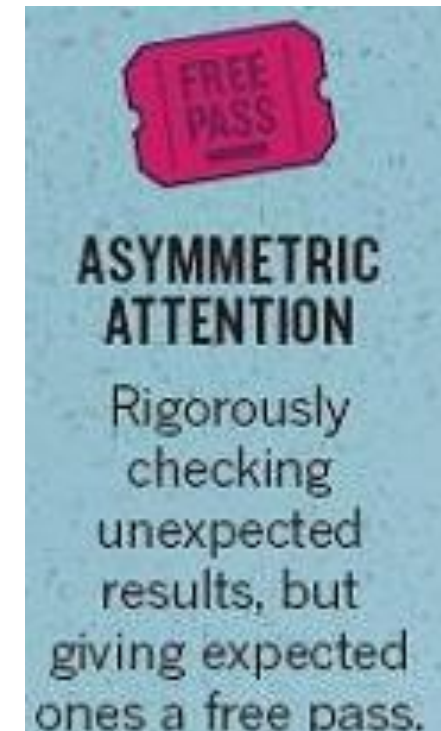 FREE
PASS
ASYMMETRIC
ATTENTION
Rigorously
checking
unexpected
results, but
giving expected
ones a free pass.